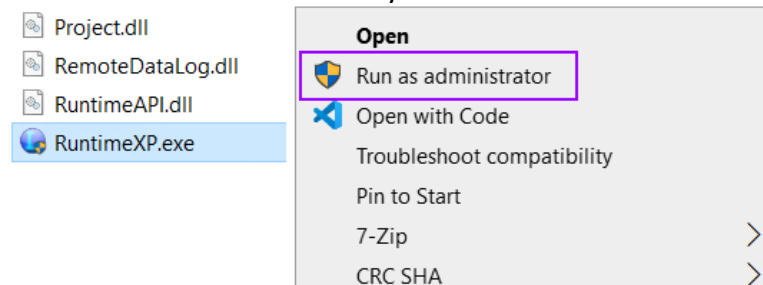 Project.dll
RemoteDataLog.dll
RuntimeAPI.dll
RuntimeXP.exe
Open
Run as administrator
Open with Code
Troubleshoot compatibility
Pin to Start
7-Zip
CRC SHA